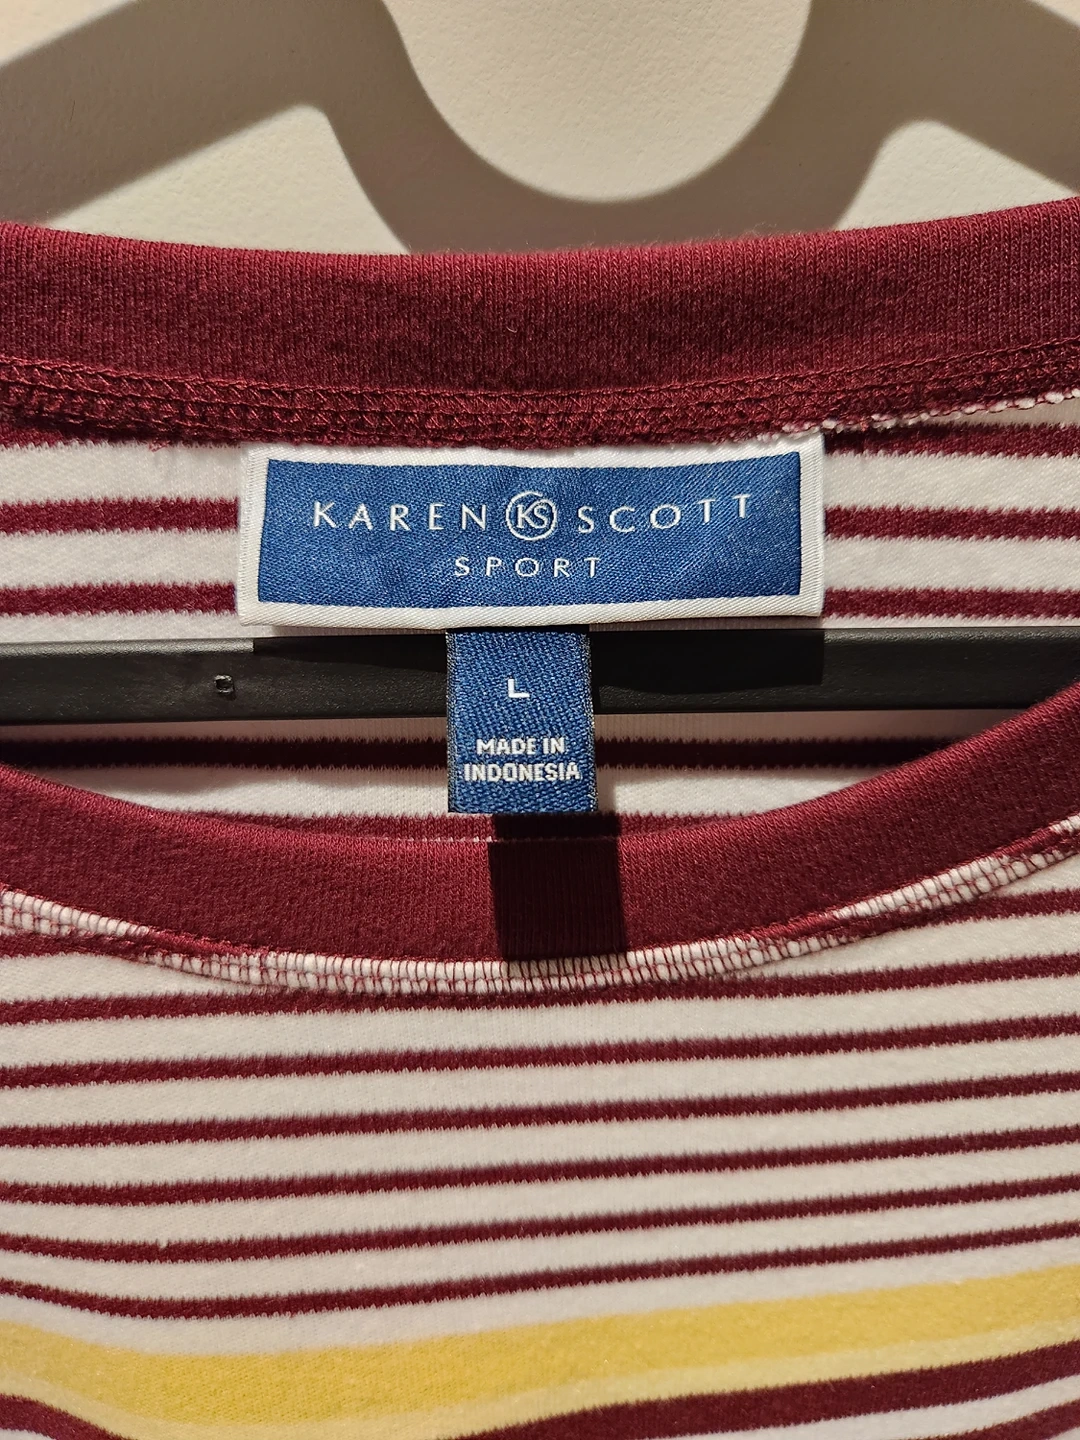 KAREN KS SCOTT
SPORT
L
MADE IN
INDONESIA